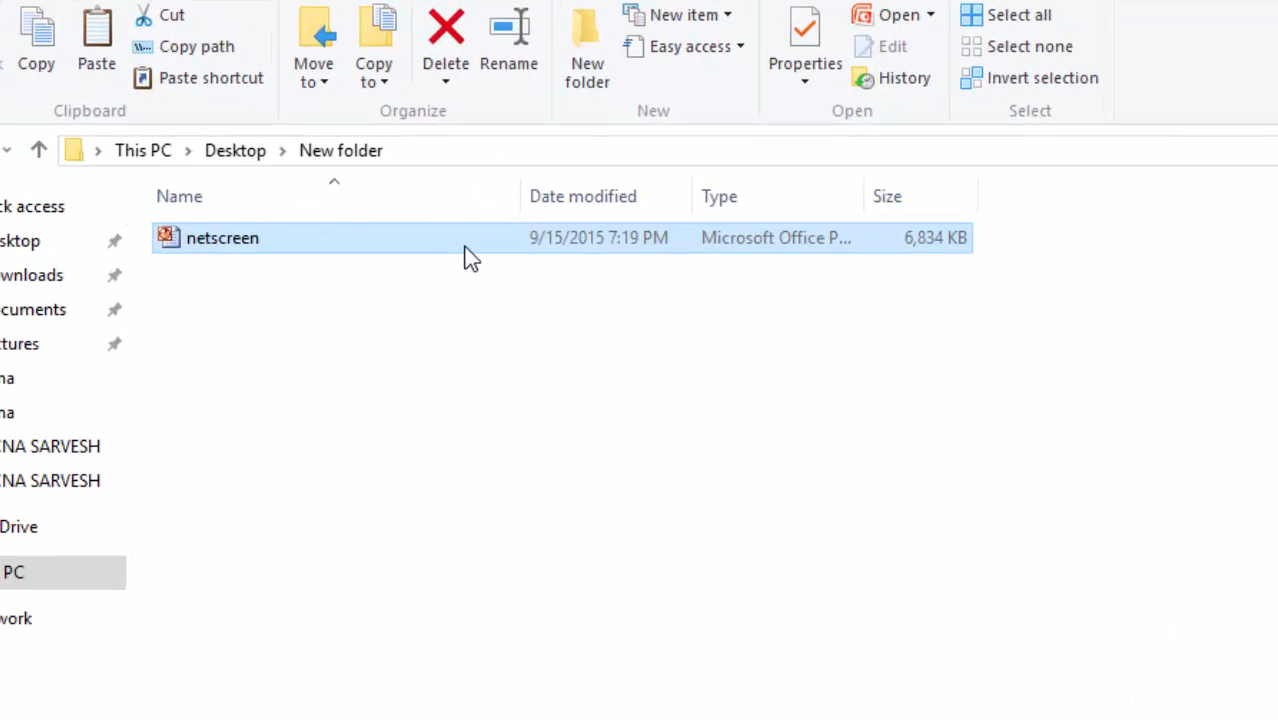 Copy
Paste
Cut
Copy path
Paste shortcut
Clipboard
Move to
Copy to
Delete
Rename
Organize
New folder
New item
Easy access
New
Properties
Open
Edit
History
Open
Select all
Select none
Invert selection
Select
This PC > Desktop > New folder
Name Date modified Type Size
netscreen 9/15/2015 7:19 PM Microsoft Office P... 6,834 KB
ck access
sktop
wnloads
cuments
tures
na
na
CNA SARVESH
CNA SARVESH
Drive
PC
work